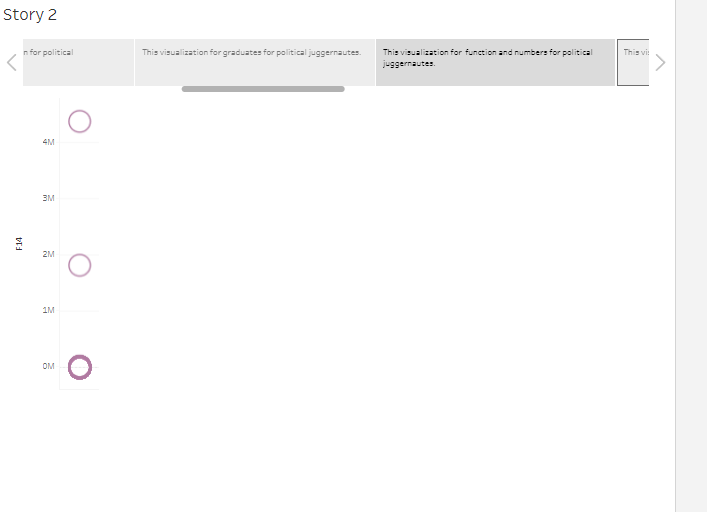 Story 2
n for political
This visualization for graduates for political juggernautes.
This visualization for function and numbers for political
juggernautes.
This vis
4M
3M
F14
2M
1M
0M